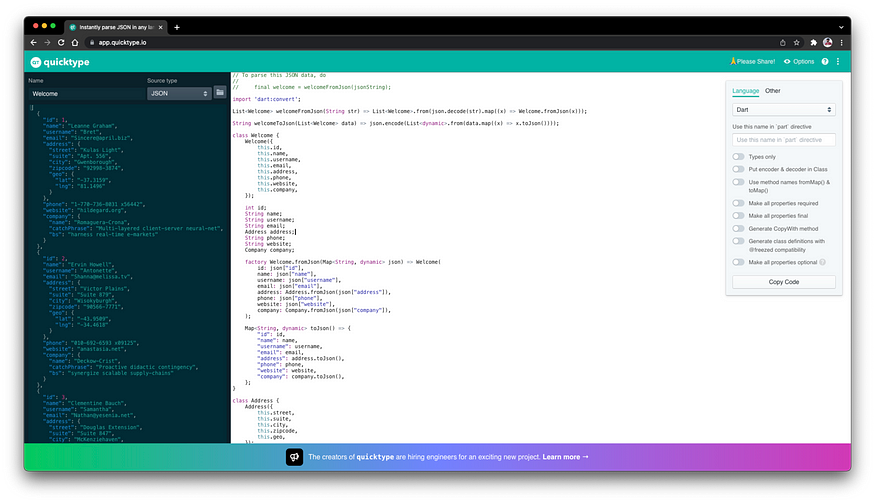 Instantly parse JSON in any la
app.quicktype.io
QT quicktype
Please Share!
Options
Name
Source type
Welcome
JSON
[
{
"id": 1,
"name": "Leanne Graham",
"username": "Bret",
"email": "Sincere@april.biz",
"address": {
"street": "Kulas Light",
"suite": "Apt. 556",
"city": "Gwenborough",
"zipcode": "92998-3874",
"geo": {
"lat": "-37.3159",
"lng": "81.1496"
}
},
"phone": "1-770-736-8031 x56442",
"website": "hildegard.org",
"company": {
"name": "Romaguera-Crona",
"catchPhrase": "Multi-layered client-server neural-net",
"bs": "harness real-time e-markets"
}
},
{
"id": 2,
"name": "Ervin Howell",
"username": "Antonette",
"email": "Shanna@melissa.tv",
"address": {
"street": "Victor Plains",
"suite": "Suite 879",
"city": "Wisokyburgh",
"zipcode": "90566-7771",
"geo": {
"lat": "-43.9509",
"lng": "-34.4618"
}
},
"phone": "010-692-6593 x09125",
"website": "anastasia.net",
"company": {
"name": "Deckow-Crist",
"catchPhrase": "Proactive didactic contingency",
"bs": "synergize scalable supply-chains"
}
},
{
"id": 3,
"name": "Clementine Bauch",
"username": "Samantha",
"email": "Nathan@yesenia.net",
"address": {
"street": "Douglas Extension",
"suite": "Suite 847",
"city": "McKenziehaven",
// To parse this JSON data, do
//
// final welcome = welcomeFromJson(jsonString);
import 'dart:convert';
List<Welcome> welcomeFromJson(String str) => List<Welcome>.from(json.decode(str).map((x) => Welcome.fromJson(x)));
String welcomeToJson(List<Welcome> data) => json.encode(List<dynamic>.from(data.map((x) => x.toJson())));
class Welcome {
Welcome({
this.id,
this.name,
this.username,
this.email,
this.address,
this.phone,
this.website,
this.company,
});
int id;
String name;
String username;
String email;
Address address;
String phone;
String website;
Company company;
factory Welcome.fromJson(Map<String, dynamic> json) => Welcome(
id: json["id"],
name: json["name"],
username: json["username"],
email: json["email"],
address: Address.fromJson(json["address"]),
phone: json["phone"],
website: json["website"],
company: Company.fromJson(json["company"]),
);
Map<String, dynamic> toJson() => {
"id": id,
"name": name,
"username": username,
"email": email,
"address": address.toJson(),
"phone": phone,
"website": website,
"company": company.toJson(),
};
}
class Address {
Address({
this.street,
this.suite,
this.city,
this.zipcode,
this.geo,
});
Language Other
Dart
Use this name in `part` directive
Use this name in `part` directive
Types only
Put encoder & decoder in Class
Use method names fromMap() &
toMap()
Make all properties required
Make all properties final
Generate CopyWith method
Generate class definitions with
@freezed compatibility
Make all properties optional
Copy Code
The creators of quicktype are hiring engineers for an exciting new project. Learn more →